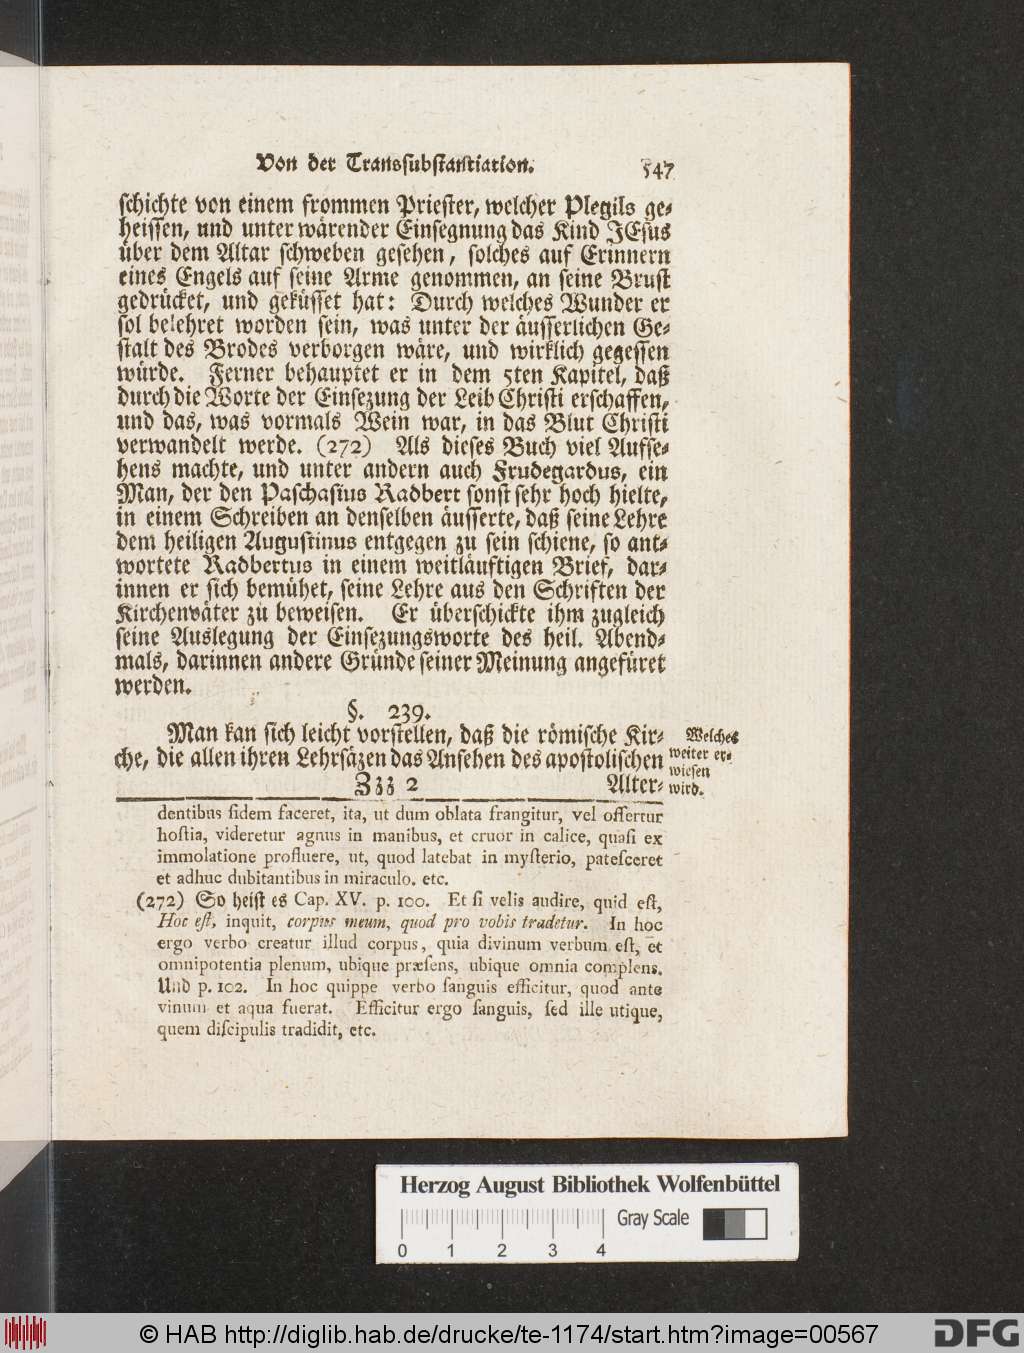 Von der Transsubstantiation. 547
schichte von einem frommen Priester, welcher Plegils ge-
heissen, und unter wärender Einsegnung das Kind JEsus
über dem Altar schweben gesehen, solches auf Erinnern
eines Engels auf seine Arme genommen, an seine Brust
gedrücket, und geküsset hat: Durch welches Wunder er
sol belehret worden sein, was unter der äusserlichen Ge-
stalt des Brodes verborgen wäre, und wirklich gegessen
würde. Ferner behauptet er in dem 5ten Kapitel, daß
durch die Worte der Einsezung der Leib Christi erschaffen,
und das, was vormals Wein war, in das Blut Christi
verwandelt werde. (272) Als dieses Buch viel Aufse-
hens machte, und unter andern auch Frudegardus, ein
Man, der den Paschasius Radbert sonst sehr hoch hielte,
in einem Schreiben an denselben äusserte, daß seine Lehre
dem heiligen Augustinus entgegen zu sein schiene, so ant-
wortete Radbertus in einem weitläuftigen Brief, dar-
innen er sich bemühet, seine Lehre aus den Schriften der
Kirchenväter zu beweisen. Er überschickte ihm zugleich
seine Auslegung der Einsezungsworte des heil. Abend-
mals, darinnen andere Gründe seiner Meinung angefüret
werden.
§. 239.
Man kan sich leicht vorstellen, daß die römische Kir-
che, die allen ihren Lehrsäzen das Ansehen des apostolischen
Welches
weiter er-
wiesen
wird.
Zzz 2 Alter-
dentibus fidem faceret, ita, ut dum oblata frangitur, vel offertur
hostia, videretur agnus in manibus, et cruor in calice, quasi ex
immolatione profluere, ut, quod latebat in mysterio, patesceret
et adhuc dubitantibus in miraculo. etc.
(272) So heist es Cap. XV. p. 100. Et si velis audire, quid est,
Hoc est, inquit, corpus meum, quod pro vobis tradetur. In hoc
ergo verbo creatur illud corpus, quia divinum verbum est, et
omnipotentia plenum, ubique præsens, ubique omnia complens.
Und p. 102. In hoc quippe verbo sanguis efficitur, quod ante
vinum et aqua fuerat. Efficitur ergo sanguis, sed ille utique,
quem discipulis tradidit, etc.
Herzog August Bibliothek Wolfenbüttel
Gray Scale
0 1 2 3 4
© HAB http://diglib.hab.de/drucke/te-1174/start.htm?image=00567
DFG